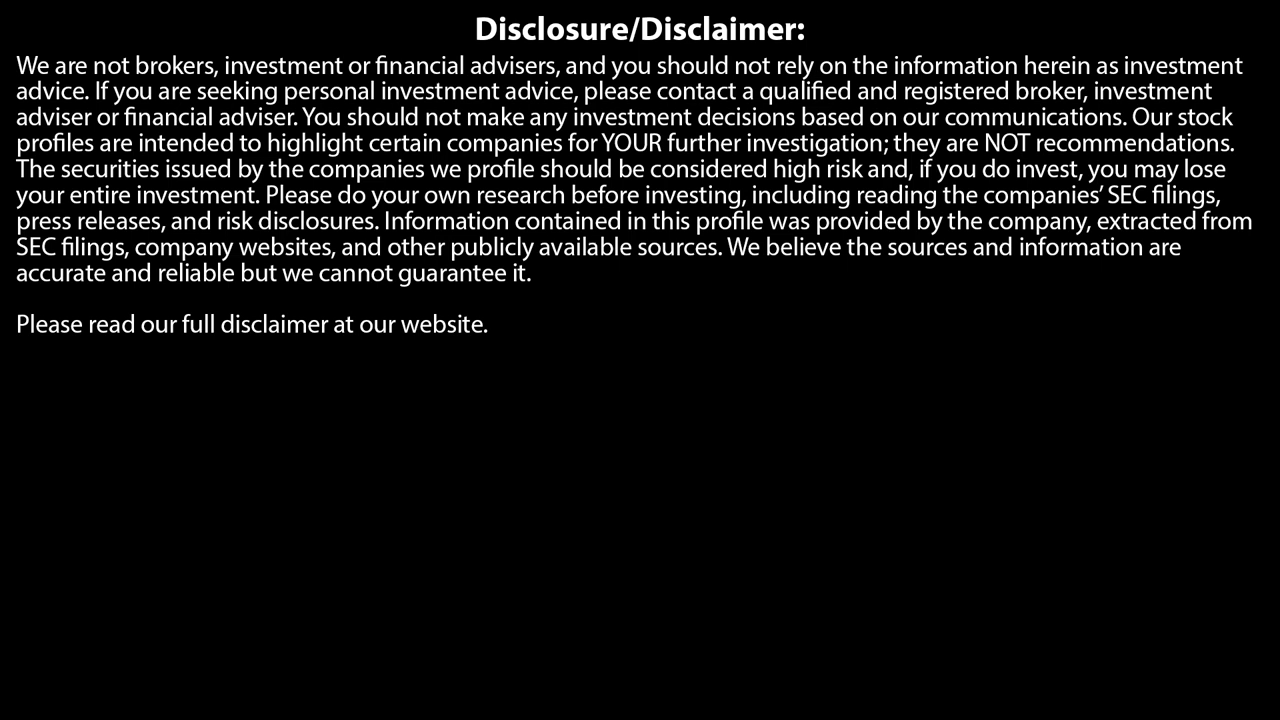 Disclosure/Disclaimer:
We are not brokers, investment or financial advisers, and you should not rely on the information herein as investment
advice. If you are seeking personal investment advice, please contact a qualified and registered broker, investment
adviser or financial adviser. You should not make any investment decisions based on our communications. Our stock
profiles are intended to highlight certain companies for YOUR further investigation; they are NOT recommendations.
The securities issued by the companies we profile should be considered high risk and, if you do invest, you may lose
your entire investment. Please do your own research before investing, including reading the companies’ SEC filings,
press releases, and risk disclosures. Information contained in this profile was provided by the company, extracted from
SEC filings, company websites, and other publicly available sources. We believe the sources and information are
accurate and reliable but we cannot guarantee it.
Please read our full disclaimer at our website.